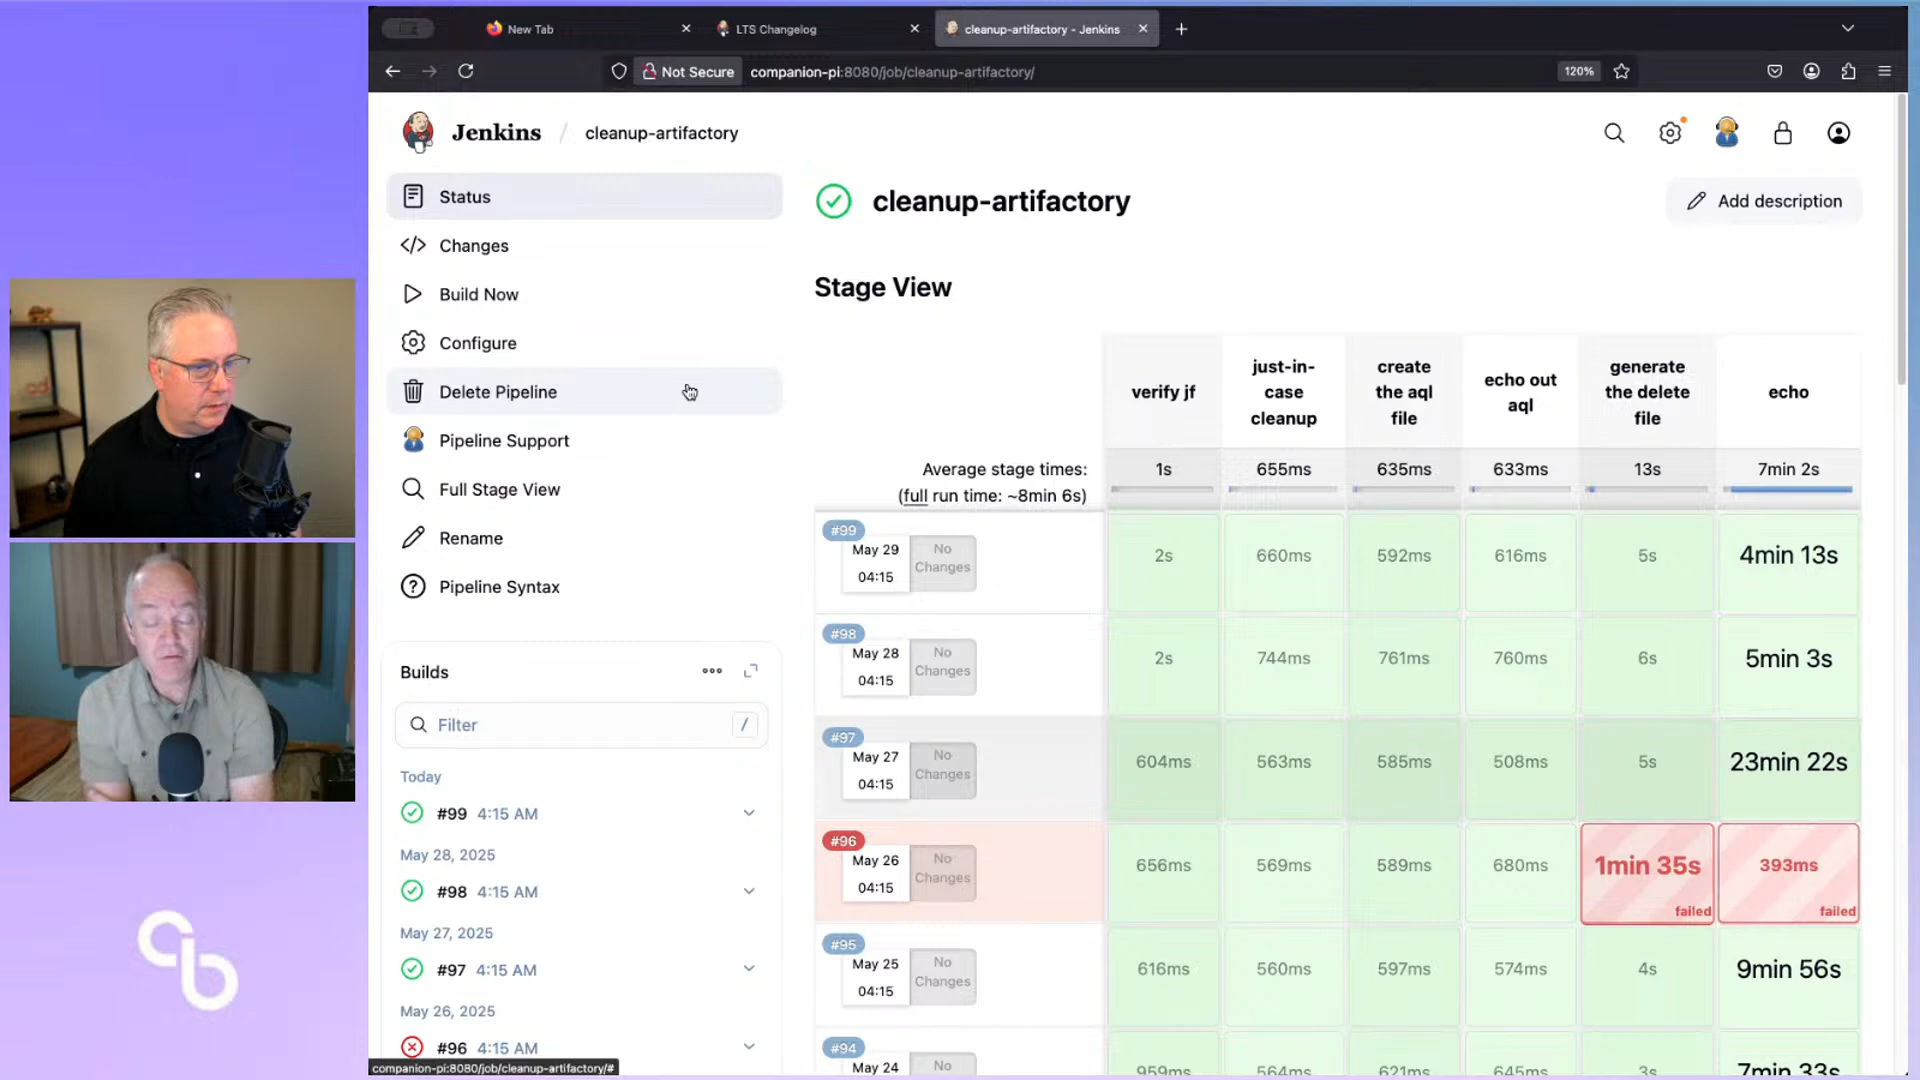 New Tab
LTS Changelog
cleanup-artifactory - Jenkins
Not Secure
companion-pi:8080/job/cleanup-artifactory/
120%
Jenkins / cleanup-artifactory
Status
Changes
Build Now
Configure
Delete Pipeline
Pipeline Support
Full Stage View
Rename
Pipeline Syntax
Builds
Filter /
Today
#99 4:15 AM
May 28, 2025
#98 4:15 AM
May 27, 2025
#97 4:15 AM
May 26, 2025
#96 4:15 AM
companion-pi:8080/job/cleanup-artifactory/#
cleanup-artifactory
Add description
Stage View
verify jf
just-in-
case
cleanup
create
the aql
file
echo out
aql
generate
the delete
file
echo
Average stage times:
(full run time: ~8min 6s)
1s 655ms 635ms 633ms 13s 7min 2s
#99
May 29
04:15
No
Changes
2s 660ms 592ms 616ms 5s 4min 13s
#98
May 28
04:15
No
Changes
2s 744ms 761ms 760ms 6s 5min 3s
#97
May 27
04:15
No
Changes
604ms 563ms 585ms 508ms 5s 23min 22s
#96
May 26
04:15
No
Changes
656ms 569ms 589ms 680ms 1min 35s 393ms
failed failed
#95
May 25
04:15
No
Changes
616ms 560ms 597ms 574ms 4s 9min 56s
#94
May 24
No
959ms 564ms 621ms 645ms 3s 7min 33s